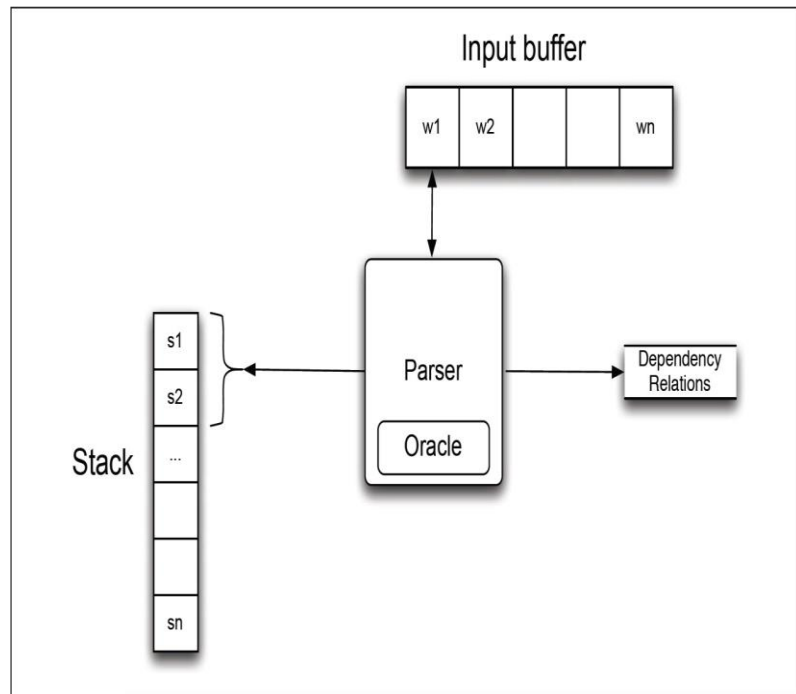 Input buffer
w1 w2 wn
s1
s2
...
sn
Stack
Parser
Oracle
Dependency
Relations